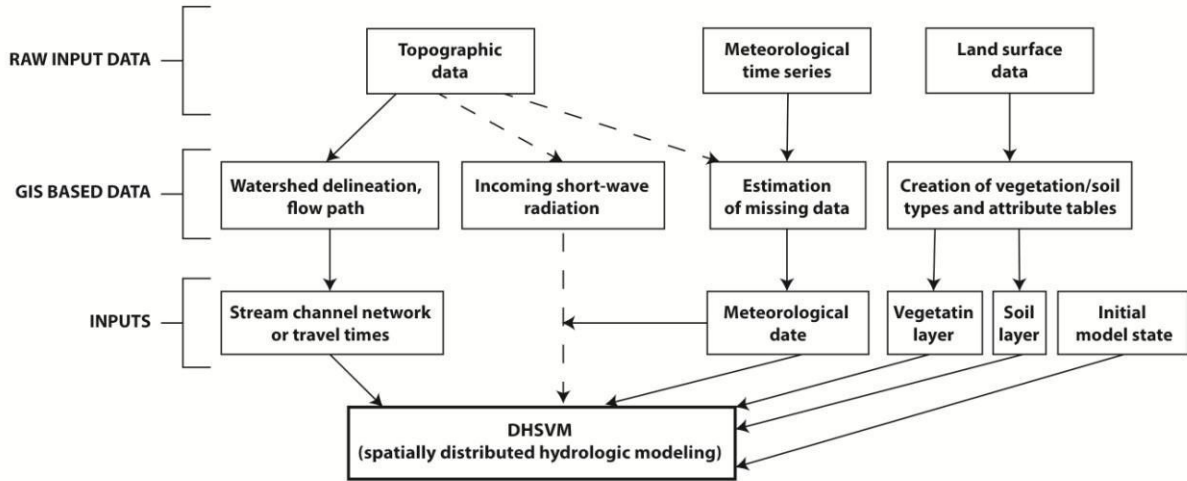 RAW INPUT DATA
Topographic
data
Meteorological
time series
Land surface
data
GIS BASED DATA
Watershed delineation,
flow path
Incoming short-wave
radiation
Estimation
of missing data
Creation of vegetation/soil
types and attribute tables
INPUTS
Stream channel network
or travel times
Meteorological
date
Vegetatin
layer
Soil
layer
Initial
model state
DHSVM
(spatially distributed hydrologic modeling)